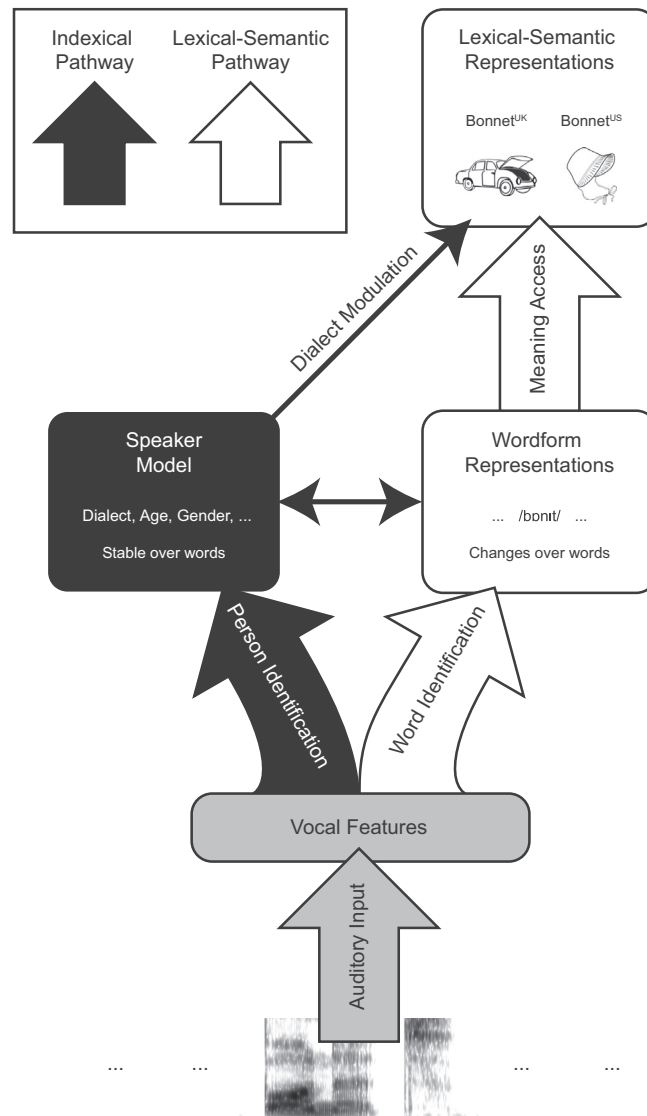 Indexical
Pathway
Lexical-Semantic
Pathway
Lexical-Semantic
Representations
Bonnetᵁᴷ
Bonnetᵁˢ
Dialect Modulation
Meaning Access
Speaker
Model
Dialect, Age, Gender, ...
Stable over words
Wordform
Representations
... /bɒnɪt/ ...
Changes over words
Person Identification
Word Identification
Vocal Features
Auditory Input
... ... ... ...